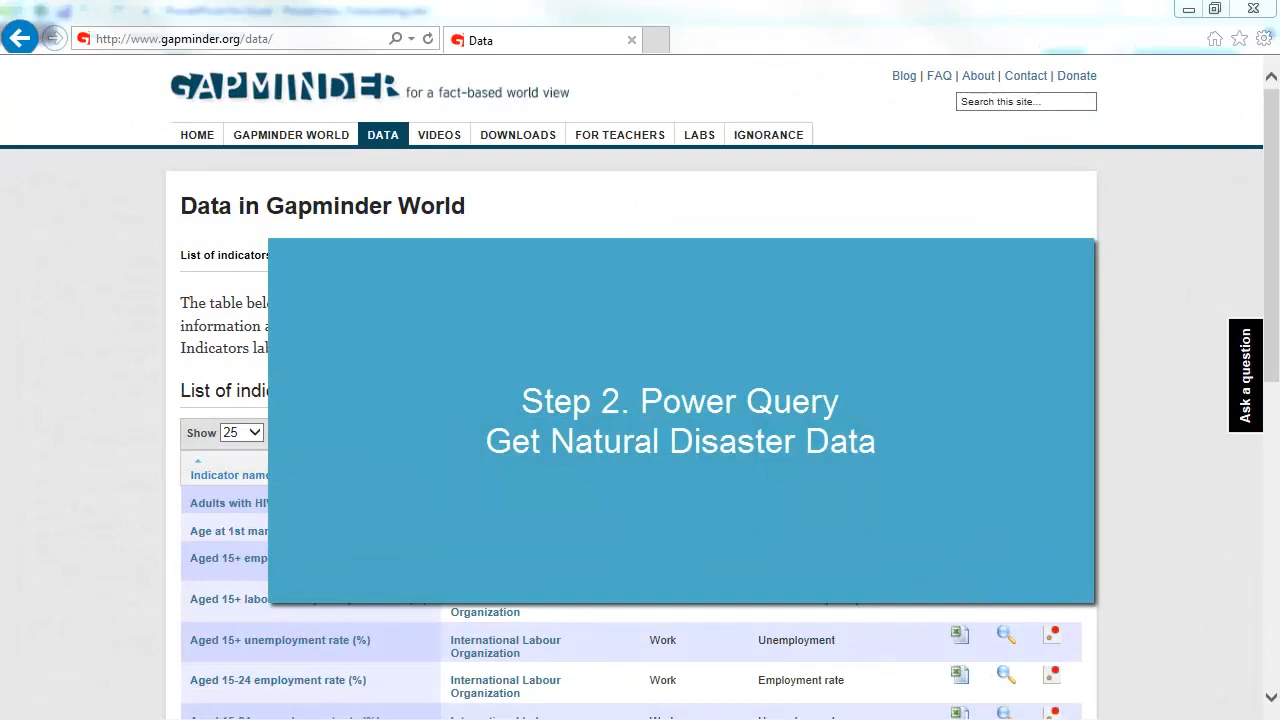 http://www.gapminder.org/data/
Data
GAPMINDER for a fact-based world view
Blog | FAQ | About | Contact | Donate
Search this site...
HOME GAPMINDER WORLD DATA VIDEOS DOWNLOADS FOR TEACHERS LABS IGNORANCE
Data in Gapminder World
List of indicators
The table bel
information a
Indicators la
List of indi
Show 25
Indicator name
Step 2. Power Query
Get Natural Disaster Data
Ask a question
Adults with HI
Age at 1st mar
Aged 15+ emp
Aged 15+ labo
Organization
Aged 15+ unemployment rate (%) International Labour Organization Work Unemployment
Aged 15-24 employment rate (%) International Labour Organization Work Employment rate